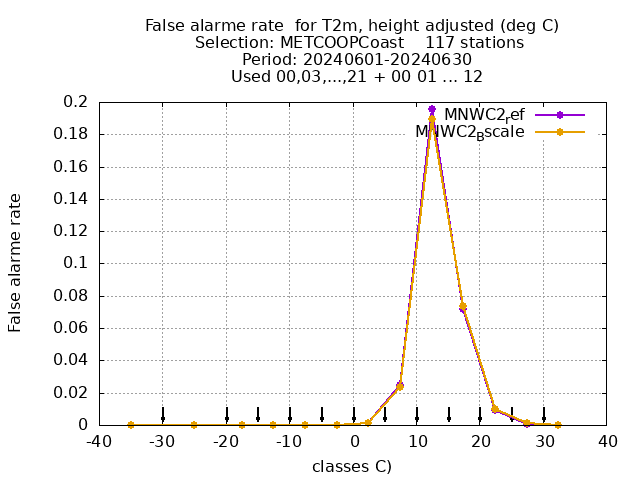 False alarme rate  for T2m, height adjusted (deg C)
Selection: METCOOPCoast    117 stations
Period: 20240601-20240630
Used 00,03,...,21 + 00 01 ... 12
MNWC2ref
MNWC2Bscale
False alarme rate
0.2
0.18
0.16
0.14
0.12
0.1
0.08
0.06
0.04
0.02
0
-40 -30 -20 -10 0 10 20 30 40
classes C)